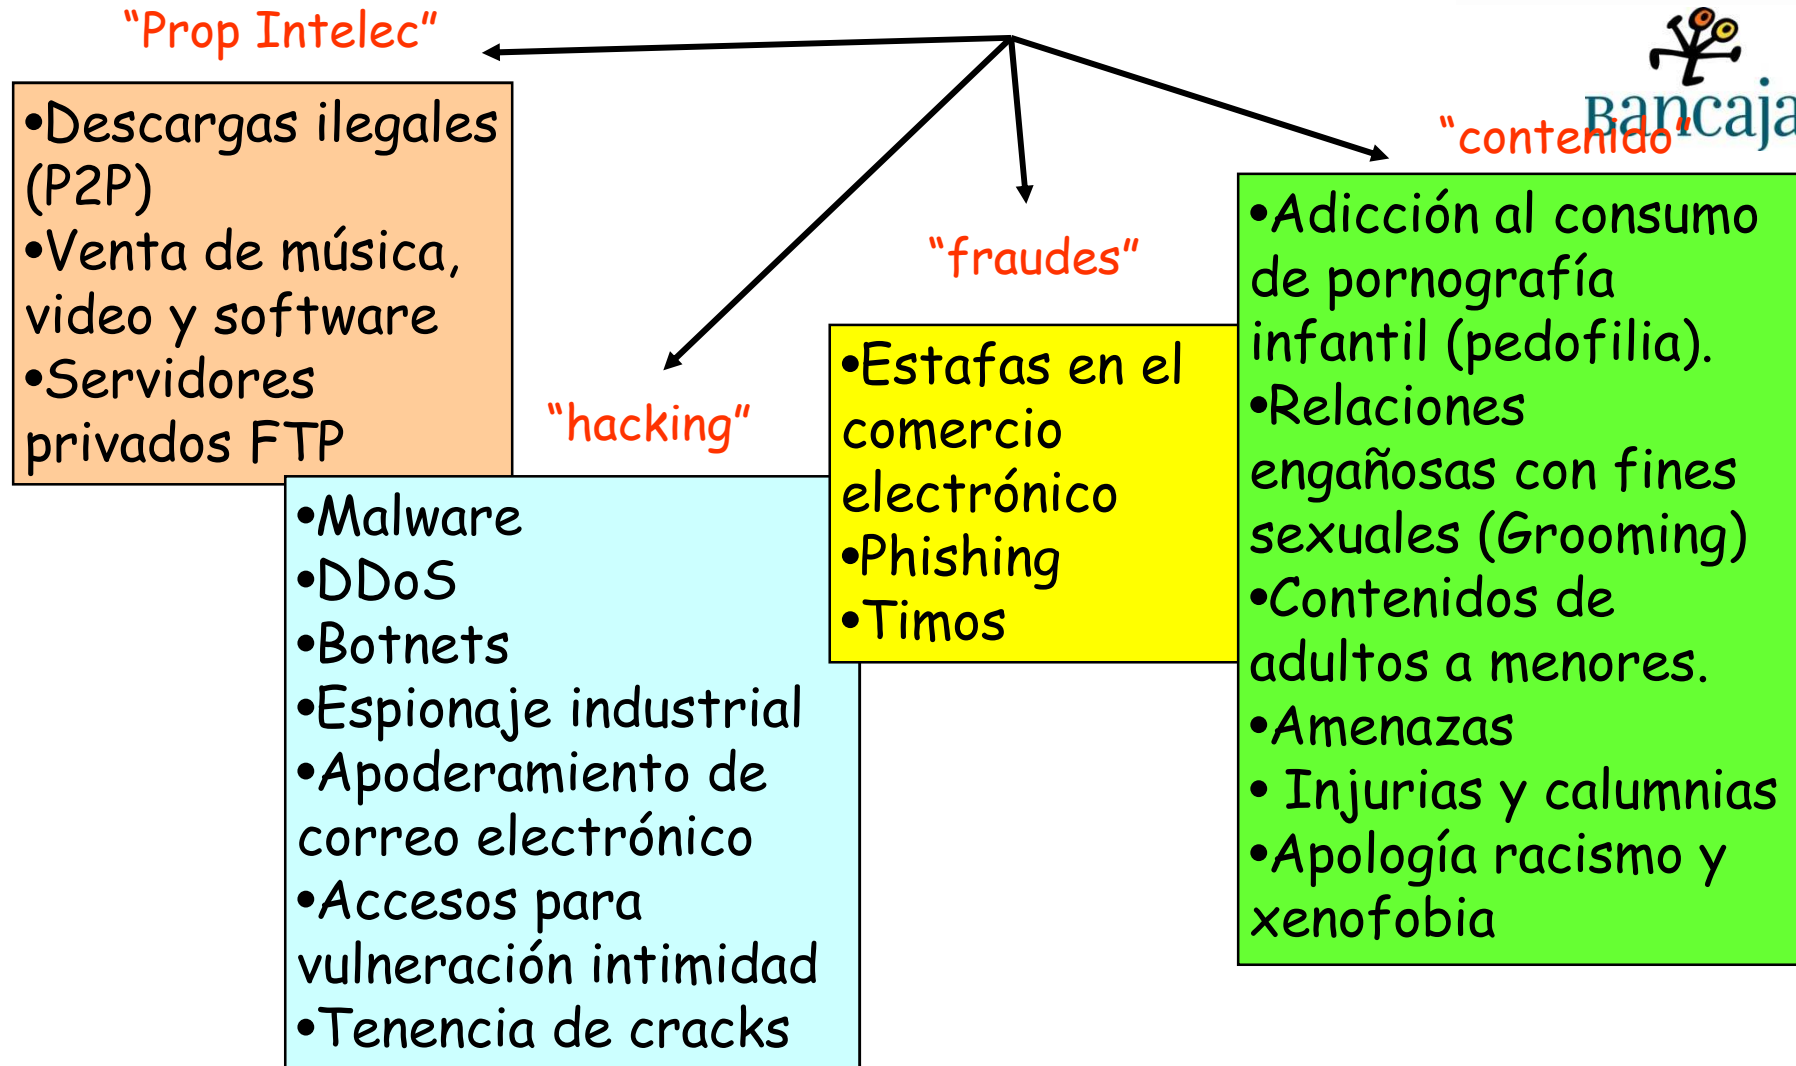 “Prop Intelec”
•Descargas ilegales
(P2P)
•Venta de música,
video y software
•Servidores
privados FTP
“hacking”
•Malware
•DDoS
•Botnets
•Espionaje industrial
•Apoderamiento de
correo electrónico
•Accesos para
vulneración intimidad
•Tenencia de cracks
“fraudes”
•Estafas en el
comercio
electrónico
•Phishing
•Timos
Bancaja
“contenido”
•Adicción al consumo
de pornografía
infantil (pedofilia).
•Relaciones
engañosas con fines
sexuales (Grooming)
•Contenidos de
adultos a menores.
•Amenazas
• Injurias y calumnias
•Apología racismo y
xenofobia